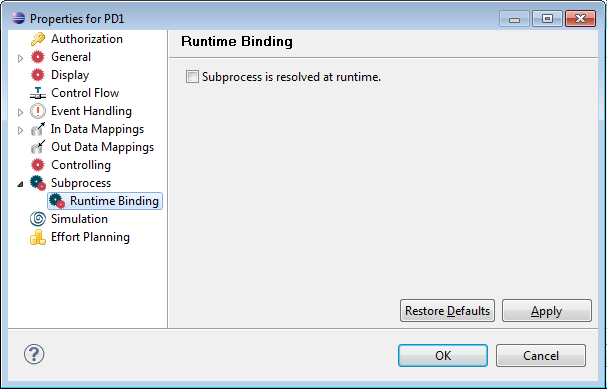 Properties for PD1
Authorization
General
Display
Control Flow
Event Handling
In Data Mappings
Out Data Mappings
Controlling
Subprocess
Runtime Binding
Simulation
Effort Planning
Runtime Binding
Subprocess is resolved at runtime.
Restore Defaults
Apply
?
OK
Cancel